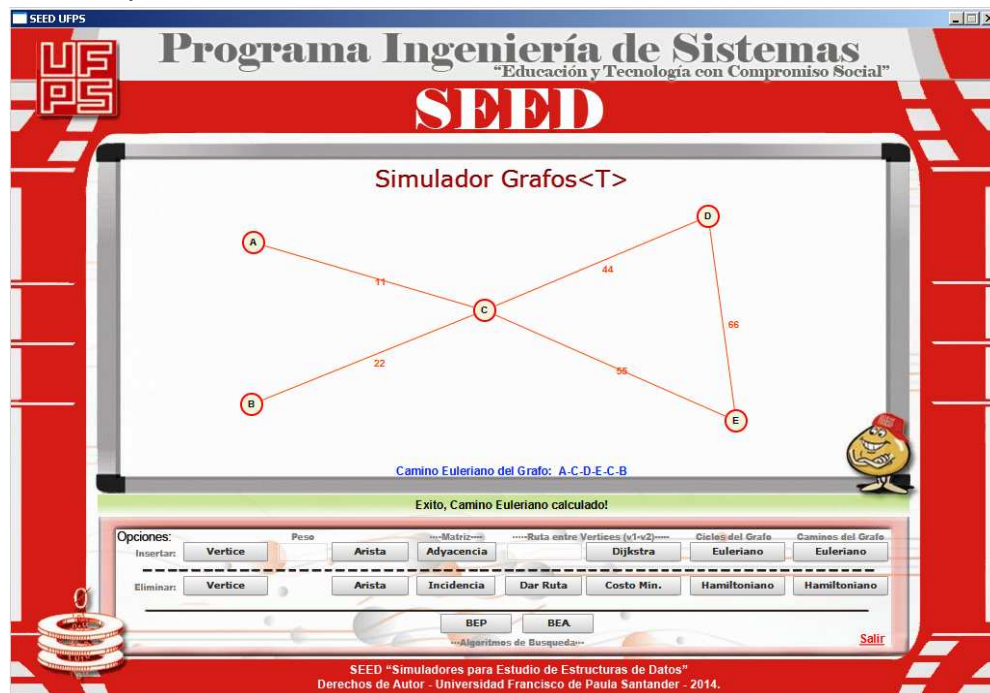 SEED UFPS
UFPS
Programa Ingeniería de Sistemas
“Educación y Tecnología con Compromiso Social”
SEED
Simulador Grafos<T>
A
D
44
11
C
66
22
55
B
E
Camino Euleriano del Grafo: A-C-D-E-C-B
Exito, Camino Euleriano calculado!
Opciones: Peso ----Matriz---- -----Ruta entre Vertices (v1-v2)----- Ciclos del Grafo Caminos del Grafo
Insertar: Vertice Arista Adyacencia Dijkstra Euleriano Euleriano
Eliminar: Vertice Arista Incidencia Dar Ruta Costo Min. Hamiltoniano Hamiltoniano
BEP BEA
---Algoritmos de Busqueda---
Salir
SEED “Simuladores para Estudio de Estructuras de Datos”
Derechos de Autor - Universidad Francisco de Paula Santander - 2014.